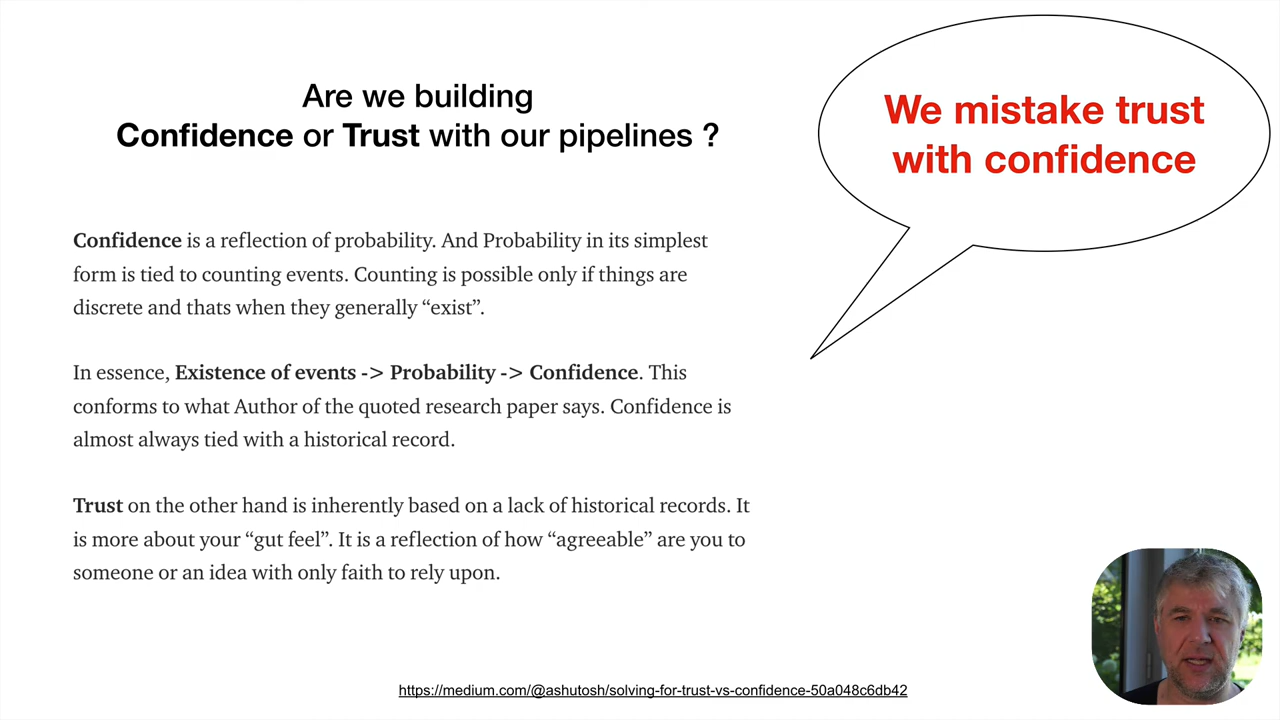 Are we building
Confidence or Trust with our pipelines ?
We mistake trust
with confidence
Confidence is a reflection of probability. And Probability in its simplest
form is tied to counting events. Counting is possible only if things are
discrete and thats when they generally “exist”.
In essence, Existence of events -> Probability -> Confidence. This
conforms to what Author of the quoted research paper says. Confidence is
almost always tied with a historical record.
Trust on the other hand is inherently based on a lack of historical records. It
is more about your “gut feel”. It is a reflection of how “agreeable” are you to
someone or an idea with only faith to rely upon.
https://medium.com/@ashutosh/solving-for-trust-vs-confidence-50a048c6db42